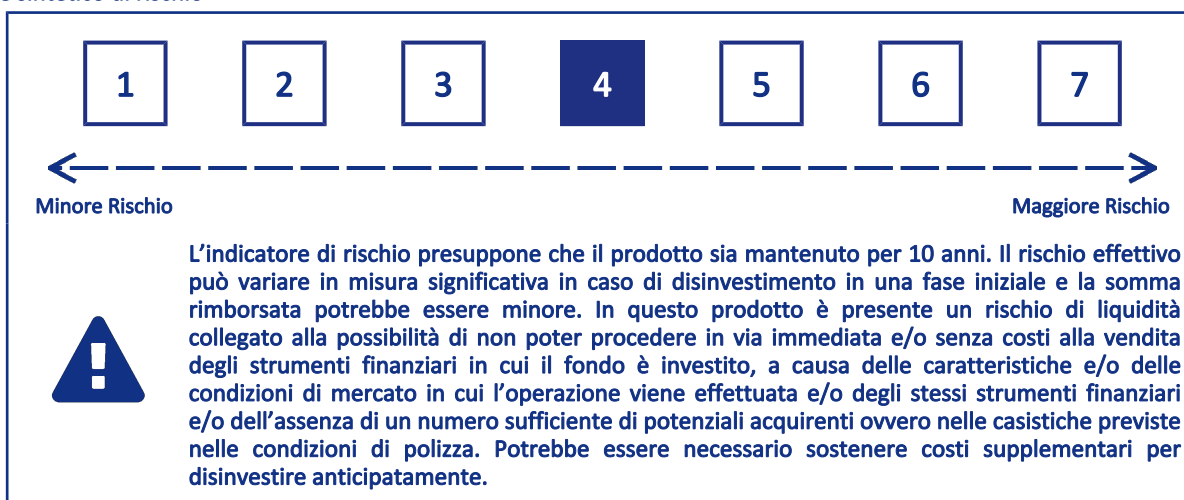 1 2 3 4 5 6 7
Minore Rischio Maggiore Rischio
L'indicatore di rischio presuppone che il prodotto sia mantenuto per 10 anni. Il rischio effettivo
può variare in misura significativa in caso di disinvestimento in una fase iniziale e la somma
rimborsata potrebbe essere minore. In questo prodotto è presente un rischio di liquidità
collegato alla possibilità di non poter procedere in via immediata e/o senza costi alla vendita
degli strumenti finanziari in cui il fondo è investito, a causa delle caratteristiche e/o delle
condizioni di mercato in cui l'operazione viene effettuata e/o degli stessi strumenti finanziari
e/o dell'assenza di un numero sufficiente di potenziali acquirenti ovvero nelle casistiche previste
nelle condizioni di polizza. Potrebbe essere necessario sostenere costi supplementari per
disinvestire anticipatamente.